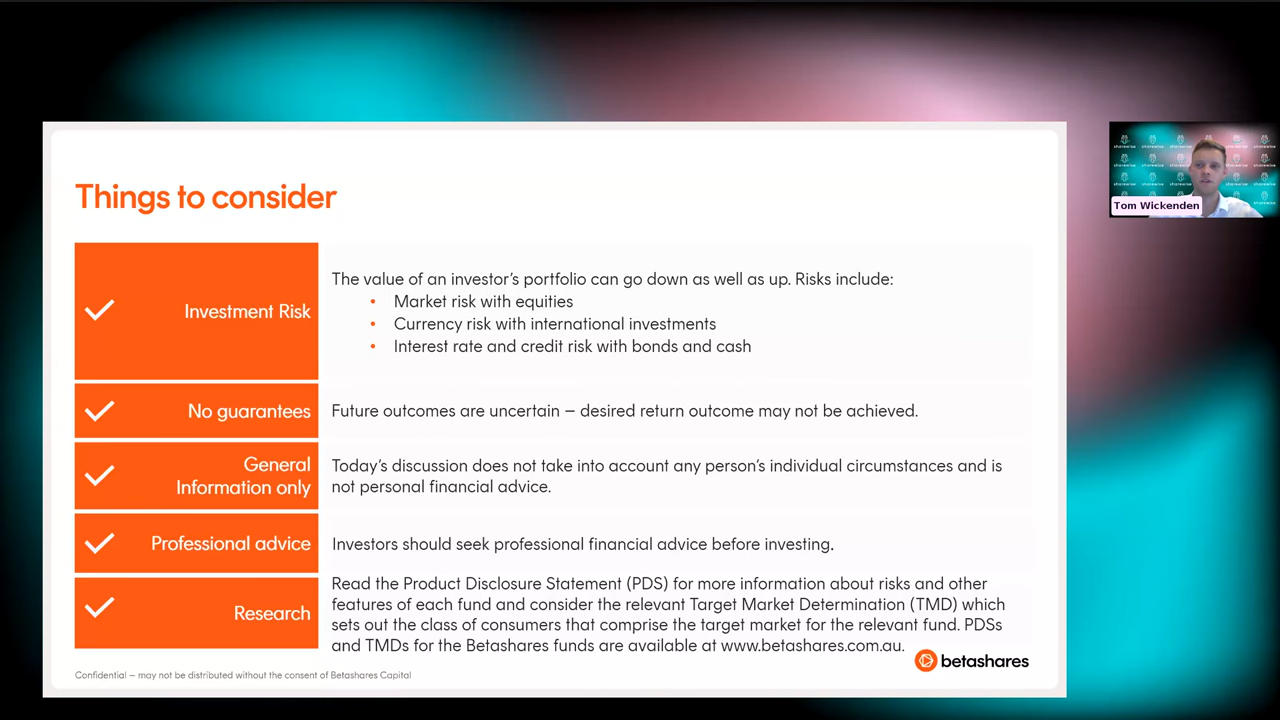 Things to consider
Investment Risk
The value of an investor's portfolio can go down as well as up. Risks include:
• Market risk with equities
• Currency risk with international investments
• Interest rate and credit risk with bonds and cash
No guarantees
Future outcomes are uncertain – desired return outcome may not be achieved.
General
Information only
Today's discussion does not take into account any person's individual circumstances and is
not personal financial advice.
Professional advice
Investors should seek professional financial advice before investing.
Research
Read the Product Disclosure Statement (PDS) for more information about risks and other
features of each fund and consider the relevant Target Market Determination (TMD) which
sets out the class of consumers that comprise the target market for the relevant fund. PDSs
and TMDs for the Betashares funds are available at www.betashares.com.au.
betashares
Confidential – may not be distributed without the consent of Betashares Capital
Tom Wickenden